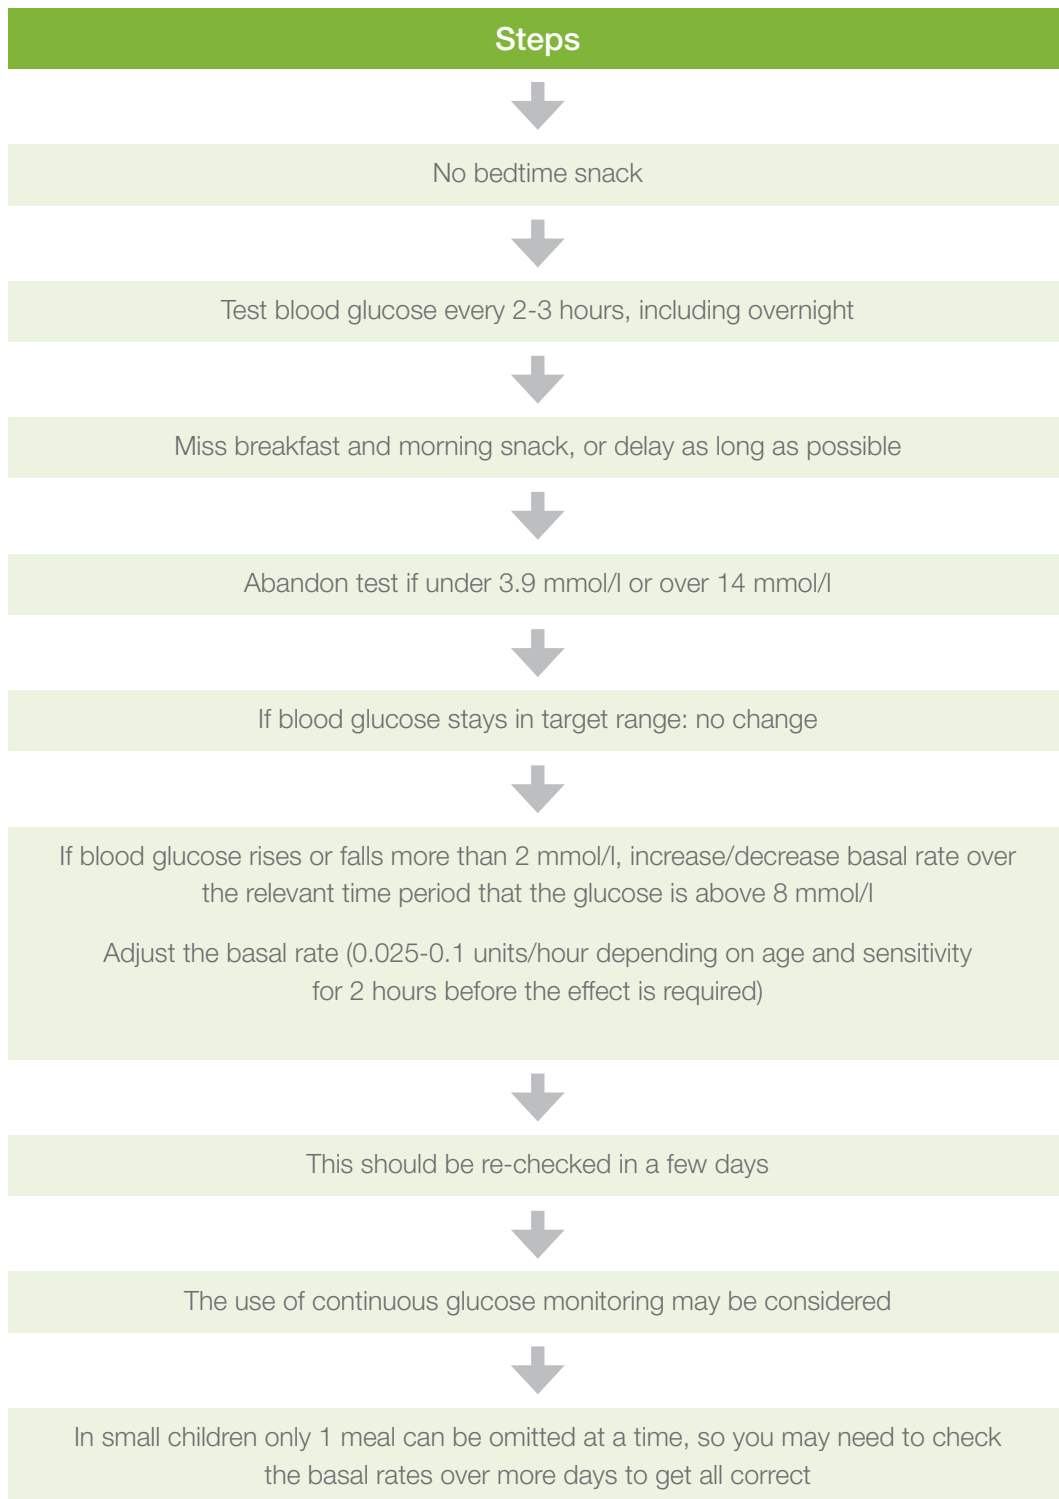 Steps
No bedtime snack
Test blood glucose every 2-3 hours, including overnight
Miss breakfast and morning snack, or delay as long as possible
Abandon test if under 3.9 mmol/l or over 14 mmol/l
If blood glucose stays in target range: no change
If blood glucose rises or falls more than 2 mmol/l, increase/decrease basal rate over
the relevant time period that the glucose is above 8 mmol/l
Adjust the basal rate (0.025-0.1 units/hour depending on age and sensitivity
for 2 hours before the effect is required)
This should be re-checked in a few days
The use of continuous glucose monitoring may be considered
In small children only 1 meal can be omitted at a time, so you may need to check
the basal rates over more days to get all correct